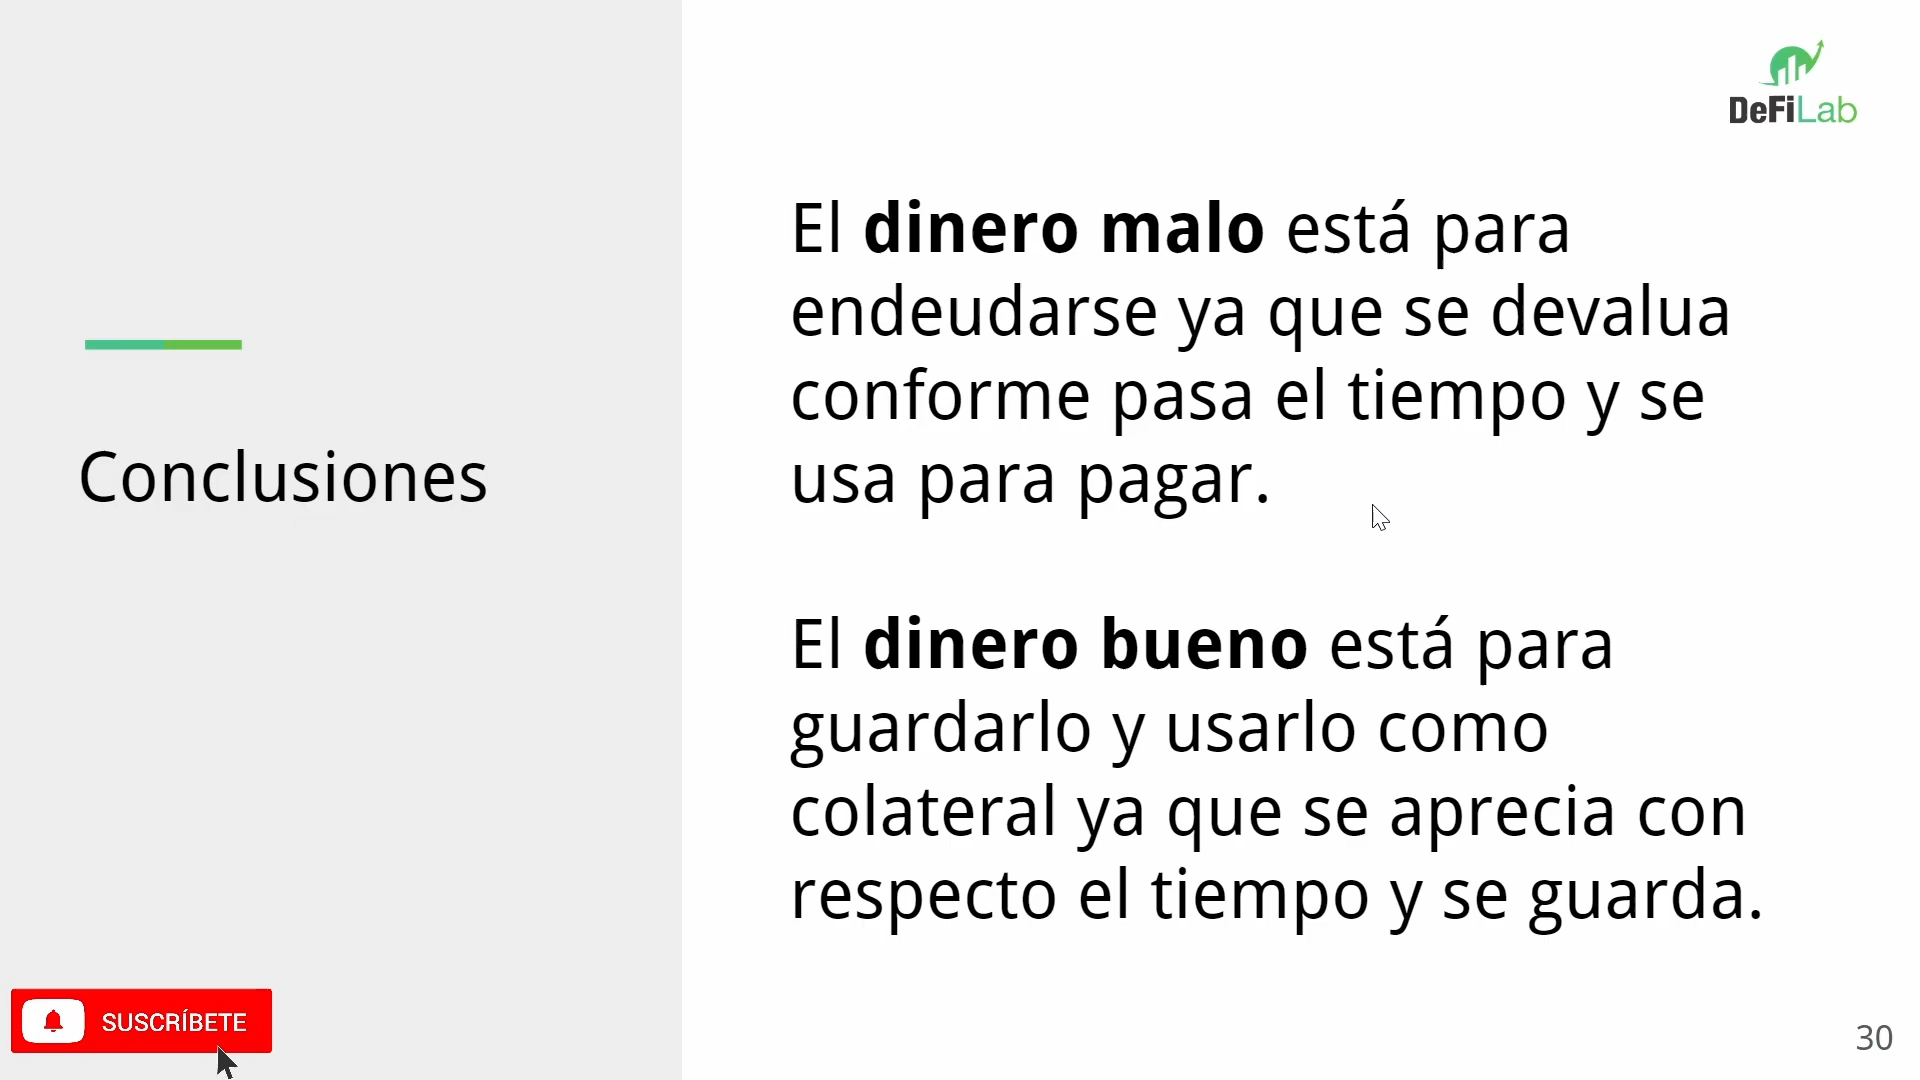 DeFiLab
Conclusiones
El dinero malo está para
endeudarse ya que se devalua
conforme pasa el tiempo y se
usa para pagar.
El dinero bueno está para
guardarlo y usarlo como
colateral ya que se aprecia con
respecto el tiempo y se guarda.
SUSCRÍBETE
30